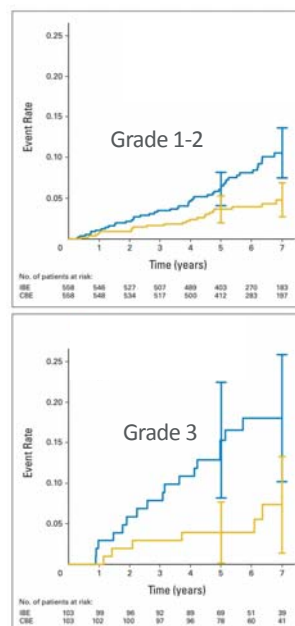 0.25
0.20
0.15
0.10
0.05
0
Event Rate
Grade 1-2
1 2 3 4 5 6 7
Time (years)
No. of patients at risk:
IBE 558 546 527 507 489 403 270 183
CBE 558 548 534 517 500 412 283 197
0.25
0.20
0.15
0.10
0.05
0
Event Rate
Grade 3
1 2 3 4 5 6 7
Time (years)
No. of patients at risk:
IBE 103 99 96 92 89 69 51 39
CBE 103 102 100 97 96 78 60 41